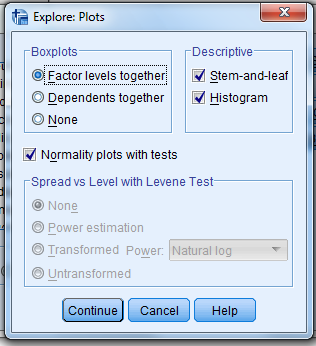 Explore: Plots
Boxplots
Factor levels together
Dependents together
None
Descriptive
Stem-and-leaf
Histogram
Normality plots with tests
Spread vs Level with Levene Test
None
Power estimation
Transformed Power: Natural log
Untransformed
Continue Cancel Help